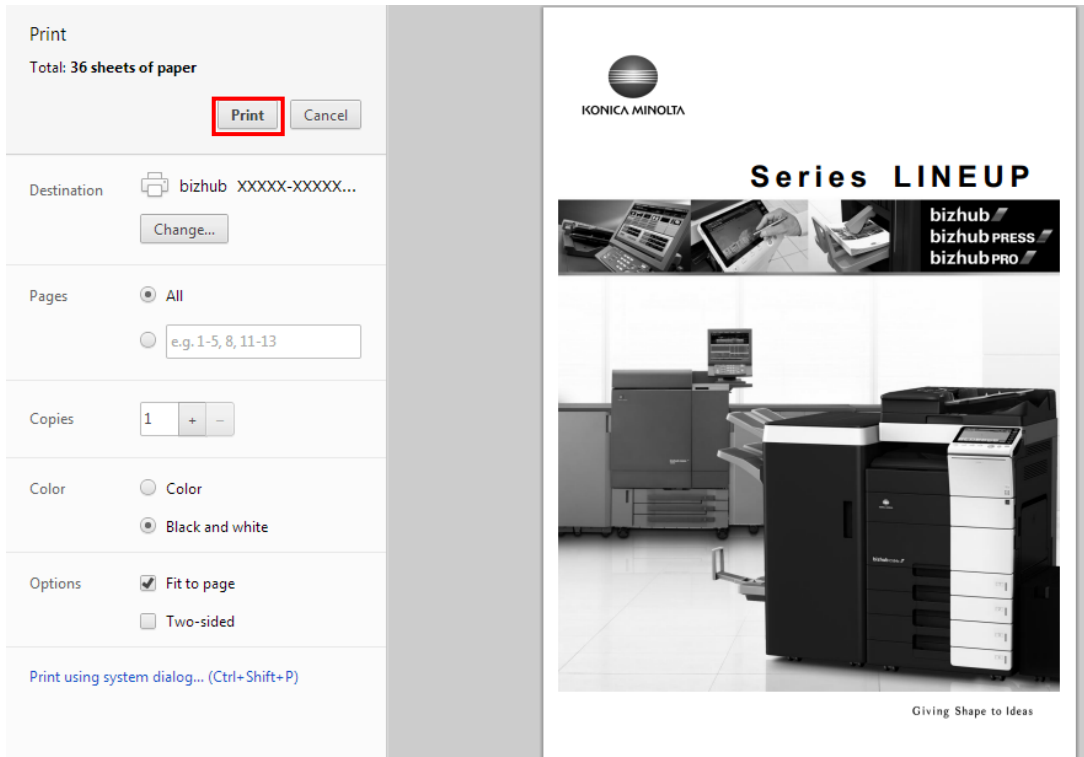 Print
Total: 36 sheets of paper
Print Cancel
Destination bizhub XXXXX-XXXXX...
Change...
Pages All
e.g. 1-5, 8, 11-13
Copies 1 + –
Color Color
Black and white
Options Fit to page
Two-sided
Print using system dialog... (Ctrl+Shift+P)
KONICA MINOLTA
Series LINEUP
bizhub
bizhub PRESS
bizhub PRO
Giving Shape to Ideas